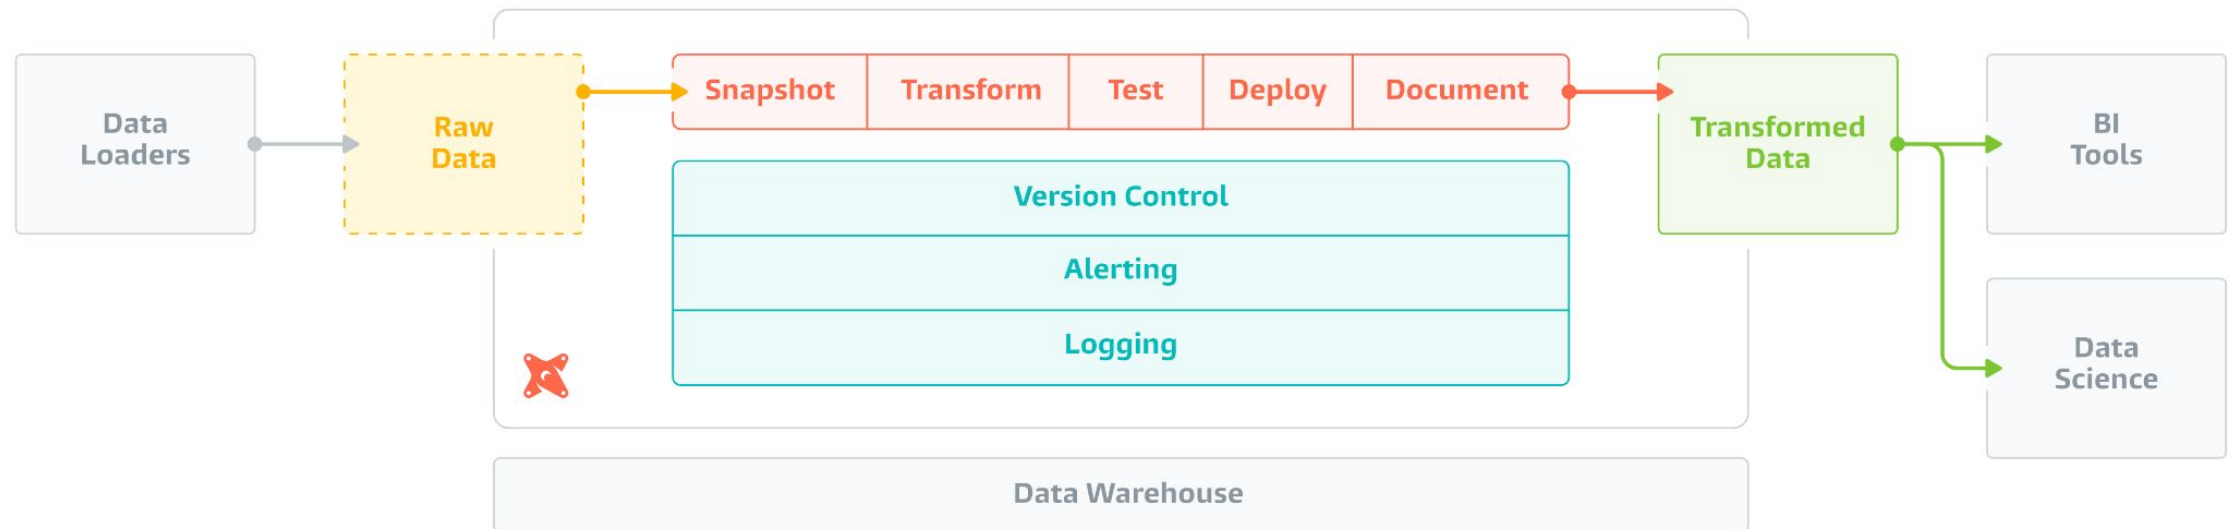 Data
Loaders
Raw
Data
Snapshot
Transform
Test
Deploy
Document
Version Control
Alerting
Logging
Transformed
Data
BI
Tools
Data
Science
Data Warehouse